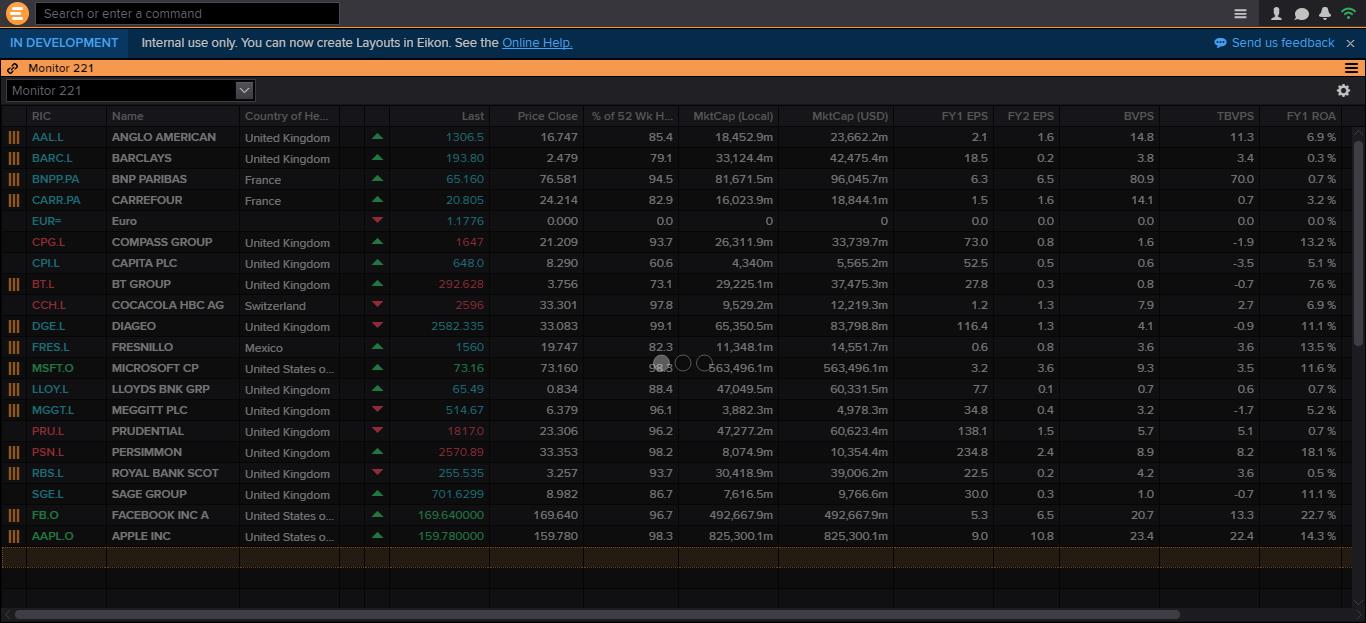 Search or enter a command
IN DEVELOPMENT Internal use only. You can now create Layouts in Eikon. See the Online Help. Send us feedback
Monitor 221
Monitor 221
RIC Name Country of He... Last Price Close % of 52 Wk H... MktCap (Local) MktCap (USD) FY1 EPS FY2 EPS BVPS TBVPS FY1 ROA
AAL.L ANGLO AMERICAN United Kingdom 1306.5 16.747 85.4 18,452.9m 23,662.2m 2.1 1.6 14.8 11.3 6.9 %
BARC.L BARCLAYS United Kingdom 193.80 2.479 79.1 33,124.4m 42,475.4m 18.5 0.2 3.8 3.4 0.3 %
BNPP.PA BNP PARIBAS France 65.160 76.581 94.5 81,671.5m 96,045.7m 6.3 6.5 80.9 70.0 0.7 %
CARR.PA CARREFOUR France 20.805 24.214 82.9 16,023.9m 18,844.1m 1.5 1.6 14.1 0.7 3.2 %
EUR= Euro 1.1776 0.000 0.0 0 0 0.0 0.0 0.0 0.0 0.0 %
CPG.L COMPASS GROUP United Kingdom 1647 21.209 93.7 26,311.9m 33,739.7m 73.0 0.8 1.6 -1.9 13.2 %
CPI.L CAPITA PLC United Kingdom 648.0 8.290 60.6 4,340m 5,565.2m 52.5 0.5 0.6 -3.5 5.1 %
BT.L BT GROUP United Kingdom 292.628 3.756 73.1 29,225.1m 37,475.3m 27.8 0.3 0.8 -0.7 7.6 %
CCH.L COCACOLA HBC AG Switzerland 2596 33.301 97.8 9,529.2m 12,219.3m 1.2 1.3 7.9 2.7 6.9 %
DGE.L DIAGEO United Kingdom 2582.335 33.083 99.1 65,350.5m 83,798.8m 116.4 1.3 4.1 -0.9 11.1 %
FRES.L FRESNILLO Mexico 1560 19.747 82.3 11,348.1m 14,551.7m 0.6 0.8 3.6 3.6 13.5 %
MSFT.O MICROSOFT CP United States o... 73.16 73.160 98.3 563,496.1m 563,496.1m 3.2 3.6 9.3 3.5 11.6 %
LLOY.L LLOYDS BNK GRP United Kingdom 65.49 0.834 88.4 47,049.5m 60,331.5m 7.7 0.1 0.7 0.6 0.7 %
MGGT.L MEGGITT PLC United Kingdom 514.67 6.379 96.1 3,882.3m 4,978.3m 34.8 0.4 3.2 -1.7 5.2 %
PRU.L PRUDENTIAL United Kingdom 1817.0 23.306 96.2 47,277.2m 60,623.4m 138.1 1.5 5.7 5.1 0.7 %
PSN.L PERSIMMON United Kingdom 2570.89 33.353 98.2 8,074.9m 10,354.4m 234.8 2.4 8.9 8.2 18.1 %
RBS.L ROYAL BANK SCOT United Kingdom 255.535 3.257 93.7 30,418.9m 39,006.2m 22.5 0.2 4.2 3.6 0.5 %
SGE.L SAGE GROUP United Kingdom 701.6299 8.982 86.7 7,616.5m 9,766.6m 30.0 0.3 1.0 -0.7 11.1 %
FB.O FACEBOOK INC A United States o... 169.640000 169.640 96.7 492,667.9m 492,667.9m 5.3 6.5 20.7 13.3 22.7 %
AAPL.O APPLE INC United States o... 159.780000 159.780 98.3 825,300.1m 825,300.1m 9.0 10.8 23.4 22.4 14.3 %